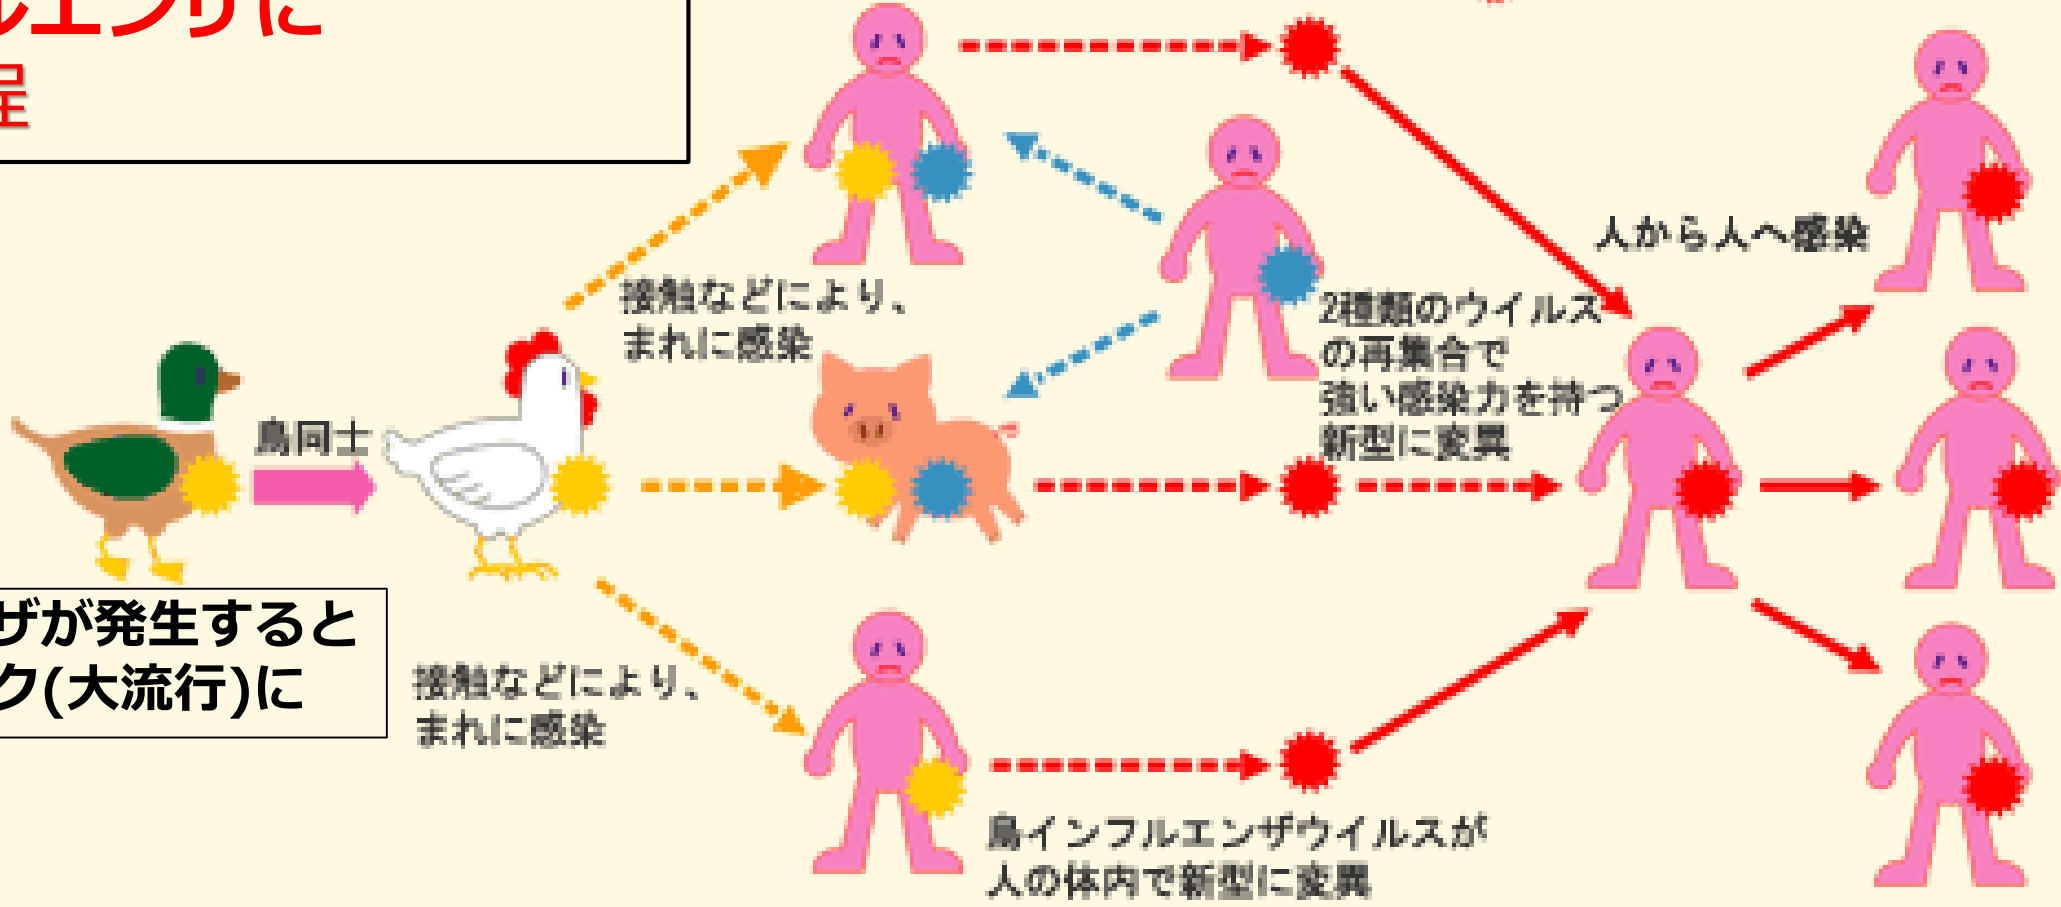 ルエンザに
程
人から人へ感染
接触などにより、
まれに感染
2種類のウイルス
の再集合で
強い感染力を持つ
新型に変異
鳥同士
ザが発生すると
ク(大流行)に
接触などにより、
まれに感染
鳥インフルエンザウイルスが
人の体内で新型に変異